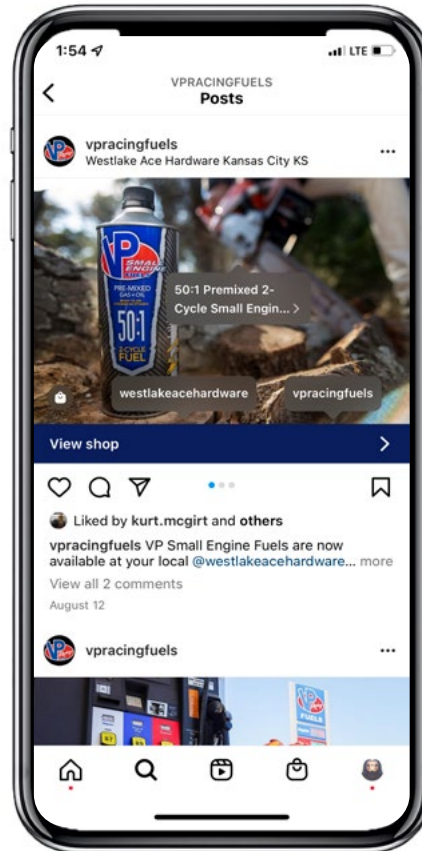 1:54
LTE
VPRACINGFUELS
Posts
vpracingfuels
Westlake Ace Hardware Kansas City KS
VP
SMALL
ENGINE
FUELS
PRE-MIXED
GAS+OIL
50:1
2-CYCLE
FUEL
50:1 Premixed 2-
Cycle Small Engin...
westlakeacehardware
vpracingfuels
View shop
Liked by kurt.mcgirt and others
vpracingfuels VP Small Engine Fuels are now
available at your local @westlakeacehardware... more
View all 2 comments
August 12
vpracingfuels
VP
FUELS